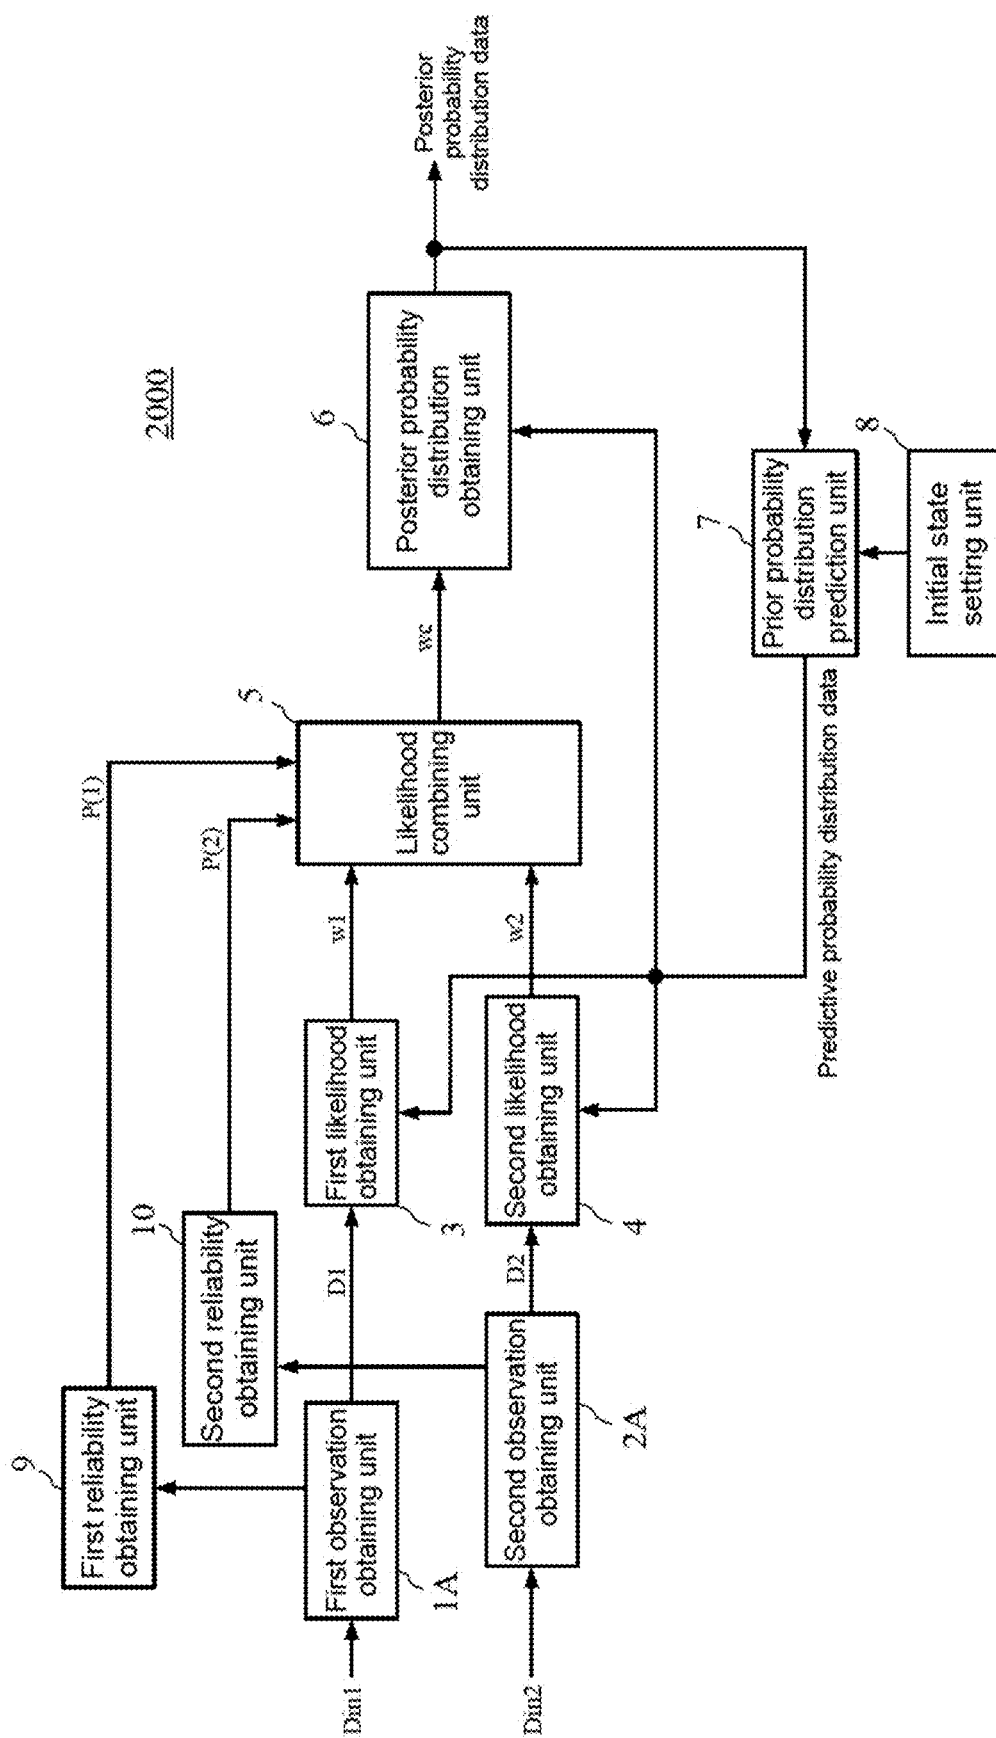 2000
9
First reliability
obtaining unit
P(1)
10
Second reliability
obtaining unit
P(2)
Din1
First observation
obtaining unit
1A
D1
First likelihood
obtaining unit
3
w1
Din2
Second observation
obtaining unit
2A
D2
Second likelihood
obtaining unit
4
w2
5
Likelihood
combining
unit
wc
6
Posterior probability
distribution
obtaining unit
Posterior
probability
distribution data
7
Prior probability
distribution
prediction unit
8
Initial state
setting unit
Predictive probability distribution data